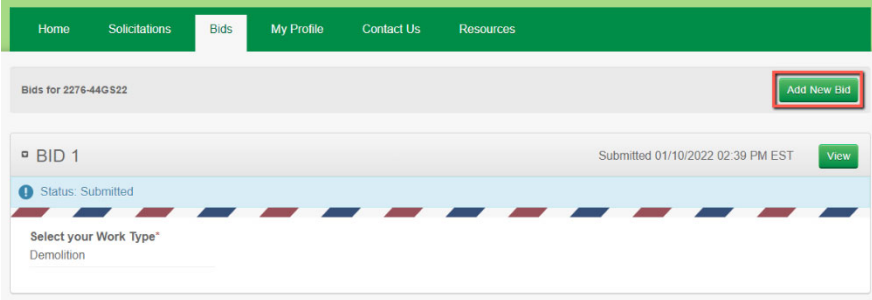 Home Solicitations Bids My Profile Contact Us Resources
Bids for 2276-44GS22 Add New Bid
BID 1 Submitted 01/10/2022 02:39 PM EST View
Status: Submitted
Select your Work Type*
Demolition